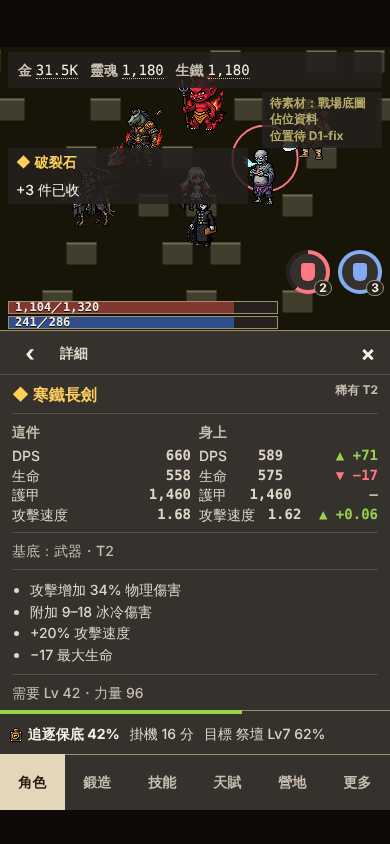 金 31.5K 靈魂 1,180 生鐵 1,180
待素材：戰場底圖
佔位資料
位置待 D1-fix
◆ 破裂石
+3 件已收
2 3
1,104／1,320
241／286
‹ 詳細 ×
◆ 寒鐵長劍 稀有 T2
這件 身上
DPS 660 DPS 589 ▲ +71
生命 558 生命 575 ▼ −17
護甲 1,460 護甲 1,460 —
攻擊速度 1.68 攻擊速度 1.62 ▲ +0.06
基底：武器・T2
• 攻擊增加 34% 物理傷害
• 附加 9–18 冰冷傷害
• +20% 攻擊速度
• −17 最大生命
需要 Lv 42・力量 96
追逐保底 42% 掛機 16 分 目標 祭壇 Lv7 62%
角色 鍛造 技能 天賦 營地 更多